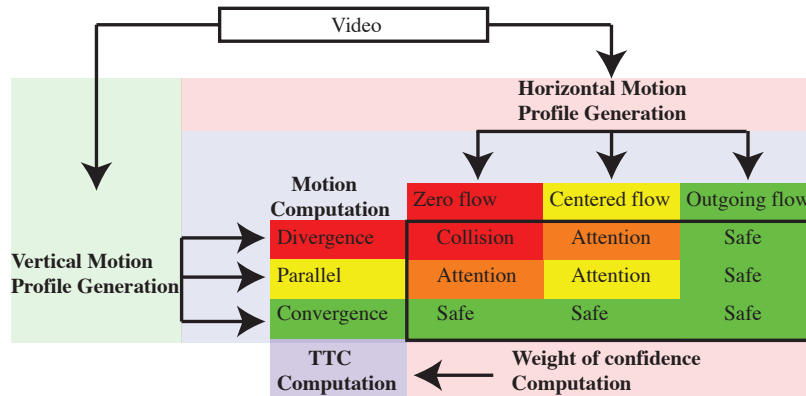 Video
Horizontal Motion
Profile Generation
Motion
Computation
Zero flow Centered flow Outgoing flow
Divergence Collision Attention Safe
Vertical Motion
Profile Generation
Parallel Attention Attention Safe
Convergence Safe Safe Safe
TTC
Computation
Weight of confidence
Computation